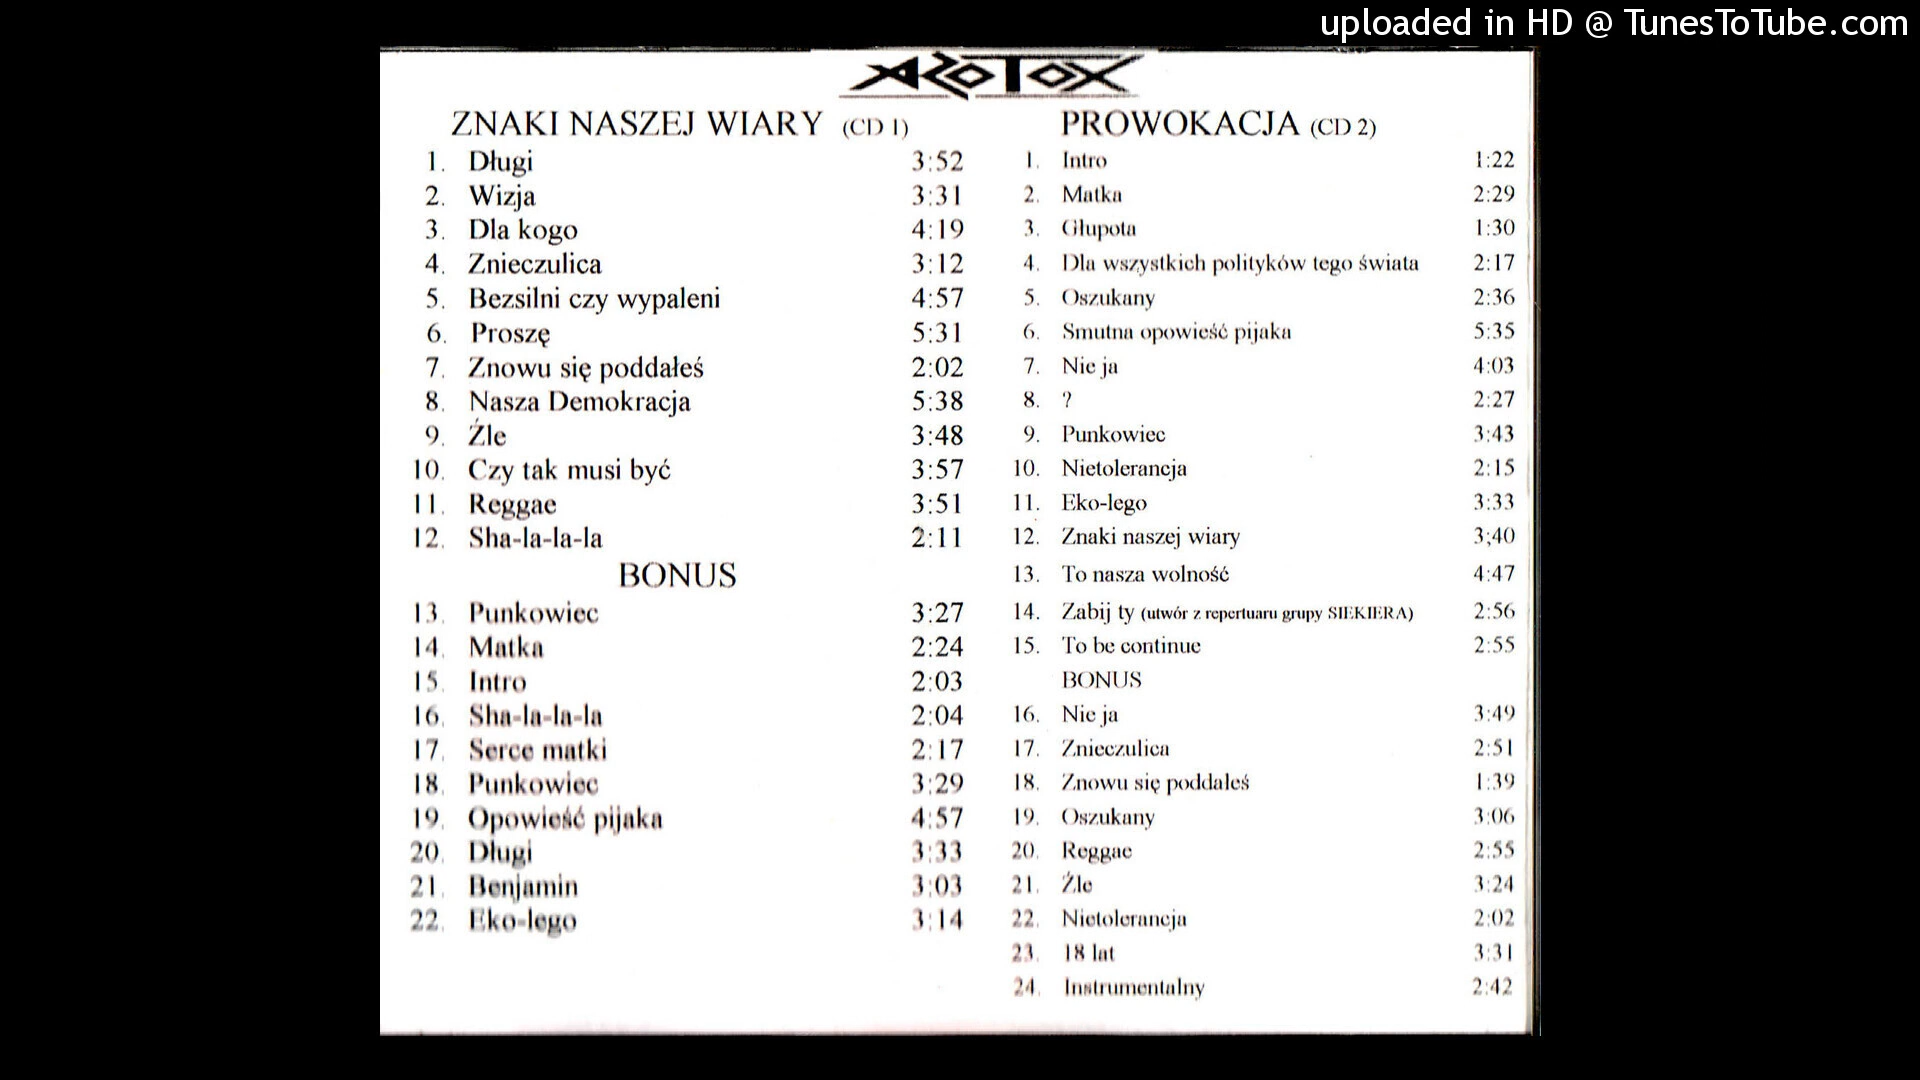 uploaded in HD @ TunesToTube.com
AZOTOX
ZNAKI NASZEJ WIARY (CD 1)
1. Długi 3:52
2. Wizja 3:31
3. Dla kogo 4:19
4. Znieczulica 3:12
5. Bezsilni czy wypaleni 4:57
6. Proszę 5:31
7. Znowu się poddałeś 2:02
8. Nasza Demokracja 5:38
9. Źle 3:48
10. Czy tak musi być 3:57
11. Reggae 3:51
12. Sha-la-la-la 2:11
BONUS
13. Punkowiec 3:27
14. Matka 2:24
15. Intro 2:03
16. Sha-la-la-la 2:04
17. Serce matki 2:17
18. Punkowiec 3:29
19. Opowieść pijaka 4:57
20. Długi 3:33
21. Benjamin 3:03
22. Eko-lego 3:14
PROWOKACJA (CD 2)
1. Intro 1:22
2. Matka 2:29
3. Głupota 1:30
4. Dla wszystkich polityków tego świata 2:17
5. Oszukany 2:36
6. Smutna opowieść pijaka 5:35
7. Nie ja 4:03
8. ? 2:27
9. Punkowiec 3:43
10. Nietolerancja 2:15
11. Eko-lego 3:33
12. Znaki naszej wiary 3;40
13. To nasza wolność 4:47
14. Zabij ty (utwór z repertuaru grupy SIEKIERA) 2:56
15. To be continue 2:55
BONUS
16. Nie ja 3:49
17. Znieczulica 2:51
18. Znowu się poddałeś 1:39
19. Oszukany 3:06
20. Reggae 2:55
21. Źle 3:24
22. Nietolerancja 2:02
23. 18 lat 3:31
24. Instrumentalny 2:42